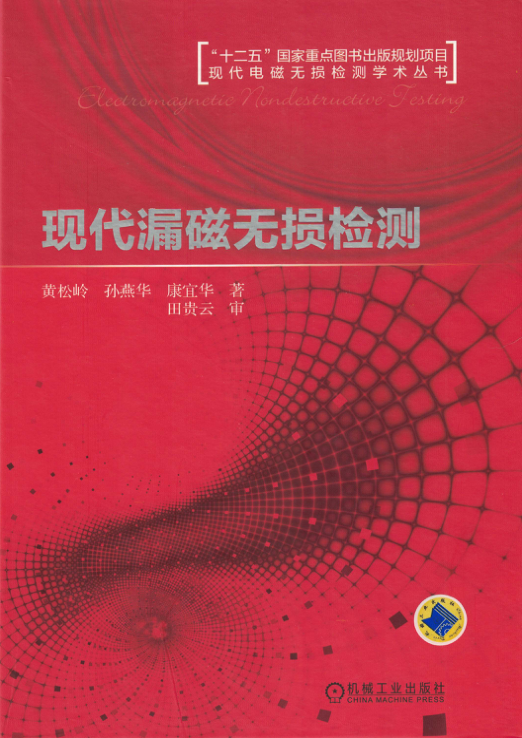 “十二五”国家重点图书出版规划项目
现代电磁无损检测学术丛书
Electromagnetic Nondestructive Testing
现代漏磁无损检测
黄松岭 孙燕华 康宜华 著
田贵云 审
机械工业出版社
CHINA MACHINE PRESS